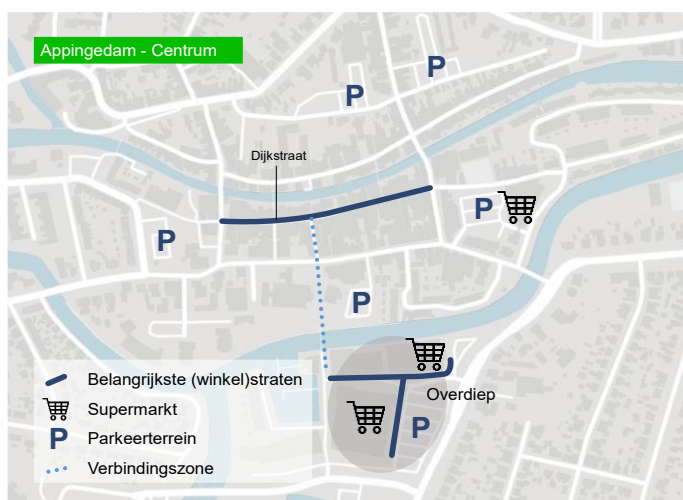 Appingedam - Centrum
P
P
Dijkstraat
P
P
P
Overdiep
P
Belangrijkste (winkel)straten
Supermarkt
P Parkeerterrein
Verbindingszone